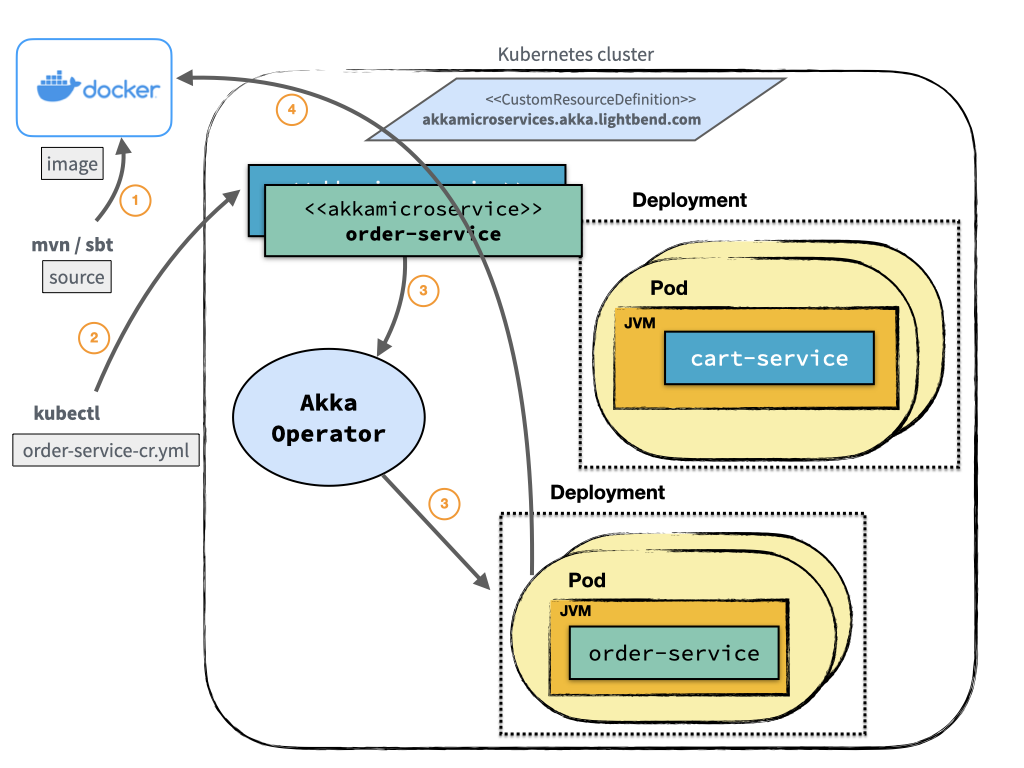 Kubernetes cluster
docker
<<CustomResourceDefinition>>
akkamicroservices.akka.lightbend.com
4
image
1
<<akkamicroservice>>
order-service
Deployment
mvn / sbt
source
3
Pod
JVM
cart-service
2
kubectl
order-service-cr.yml
Akka
Operator
3
Deployment
Pod
JVM
order-service